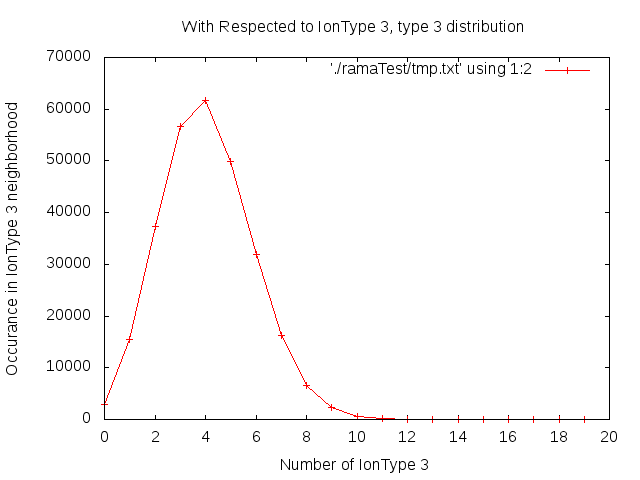 With Respected to IonType 3, type 3 distribution
'./ramaTest/tmp.txt' using 1:2
70000
60000
50000
40000
30000
20000
10000
0
Occurance in IonType 3 neighborhood
0 2 4 6 8 10 12 14 16 18 20
Number of IonType 3